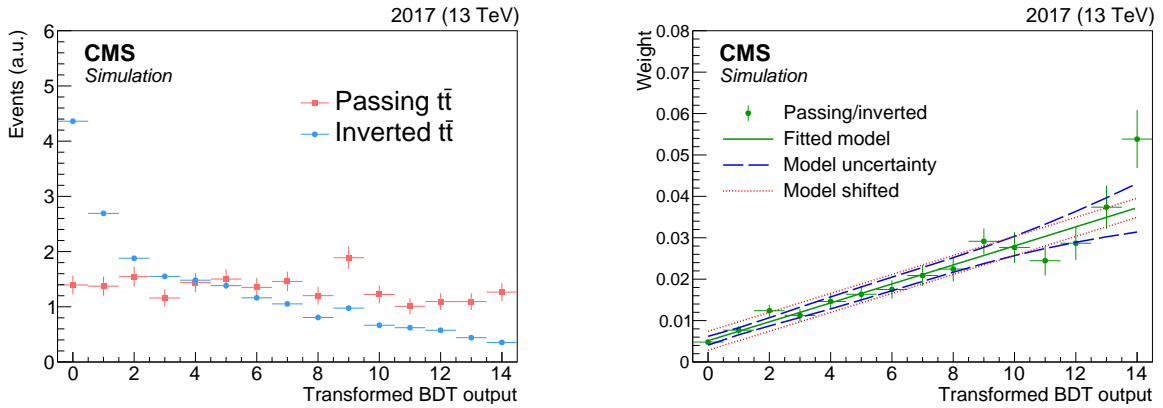 2017 (13 TeV)
Events (a.u.)
CMS
Simulation
Passing tt̄
Inverted tt̄
6
5
4
3
2
1
0
0 2 4 6 8 10 12 14
Transformed BDT output
2017 (13 TeV)
Weight
CMS
Simulation
Passing/inverted
Fitted model
Model uncertainty
Model shifted
0.08
0.07
0.06
0.05
0.04
0.03
0.02
0.01
0
0 2 4 6 8 10 12 14
Transformed BDT output